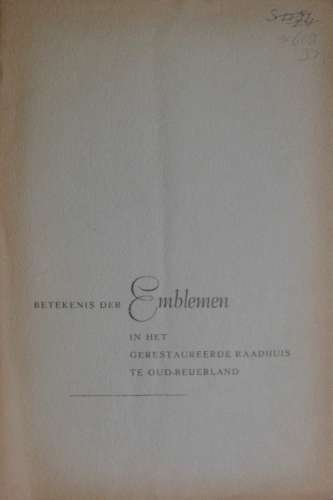 BETEKENIS DER Emblemen
IN HET
GERESTAUREERDE RAADHUIS
TE OUD-BEIJERLAND